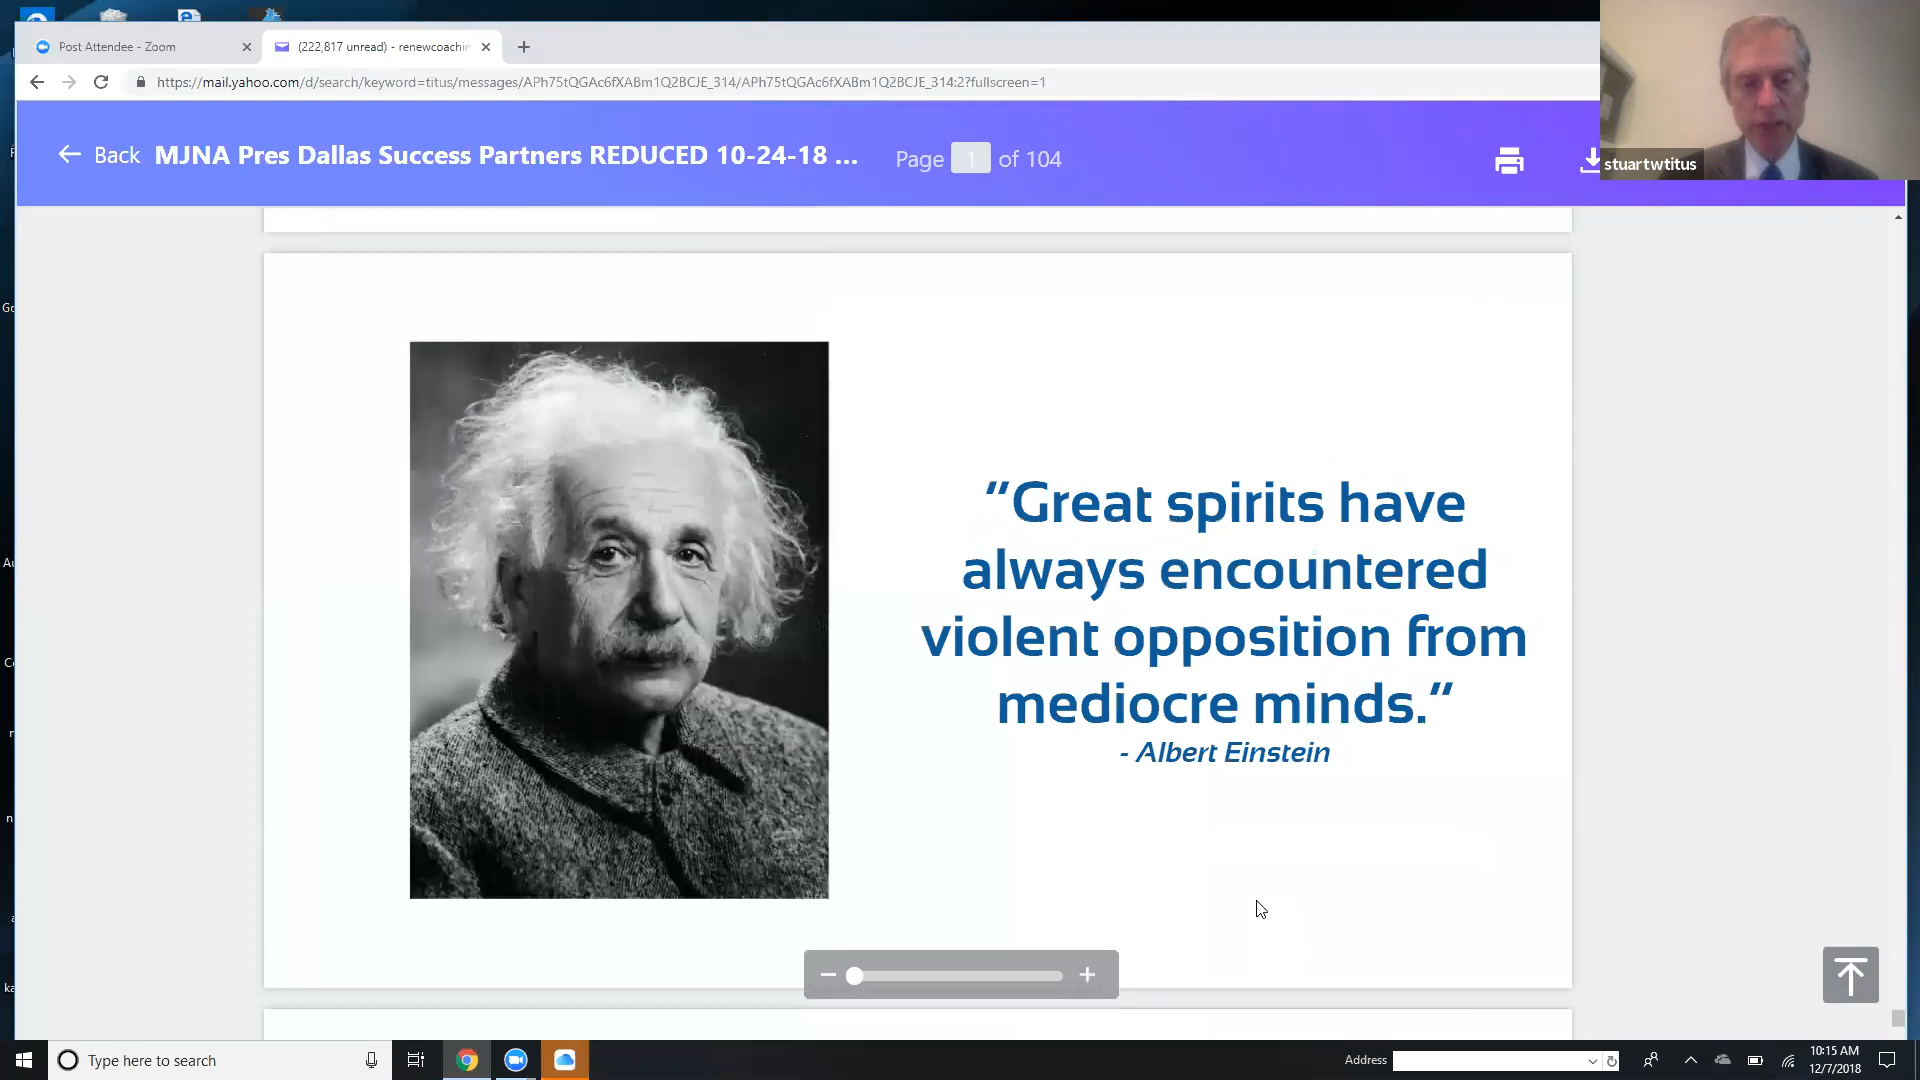 Post Attendee - Zoom
(222,817 unread) - renewcoachin
https://mail.yahoo.com/d/search/keyword=titus/messages/APh75tQGAc6fXABm1Q2BCJE_314/APh75tQGAc6fXABm1Q2BCJE_314:2?fullscreen=1
Back MJNA Pres Dallas Success Partners REDUCED 10-24-18 ... Page 1 of 104
stuartwtitus
"Great spirits have
always encountered
violent opposition from
mediocre minds."
- Albert Einstein
Type here to search
Address
10:15 AM
12/7/2018